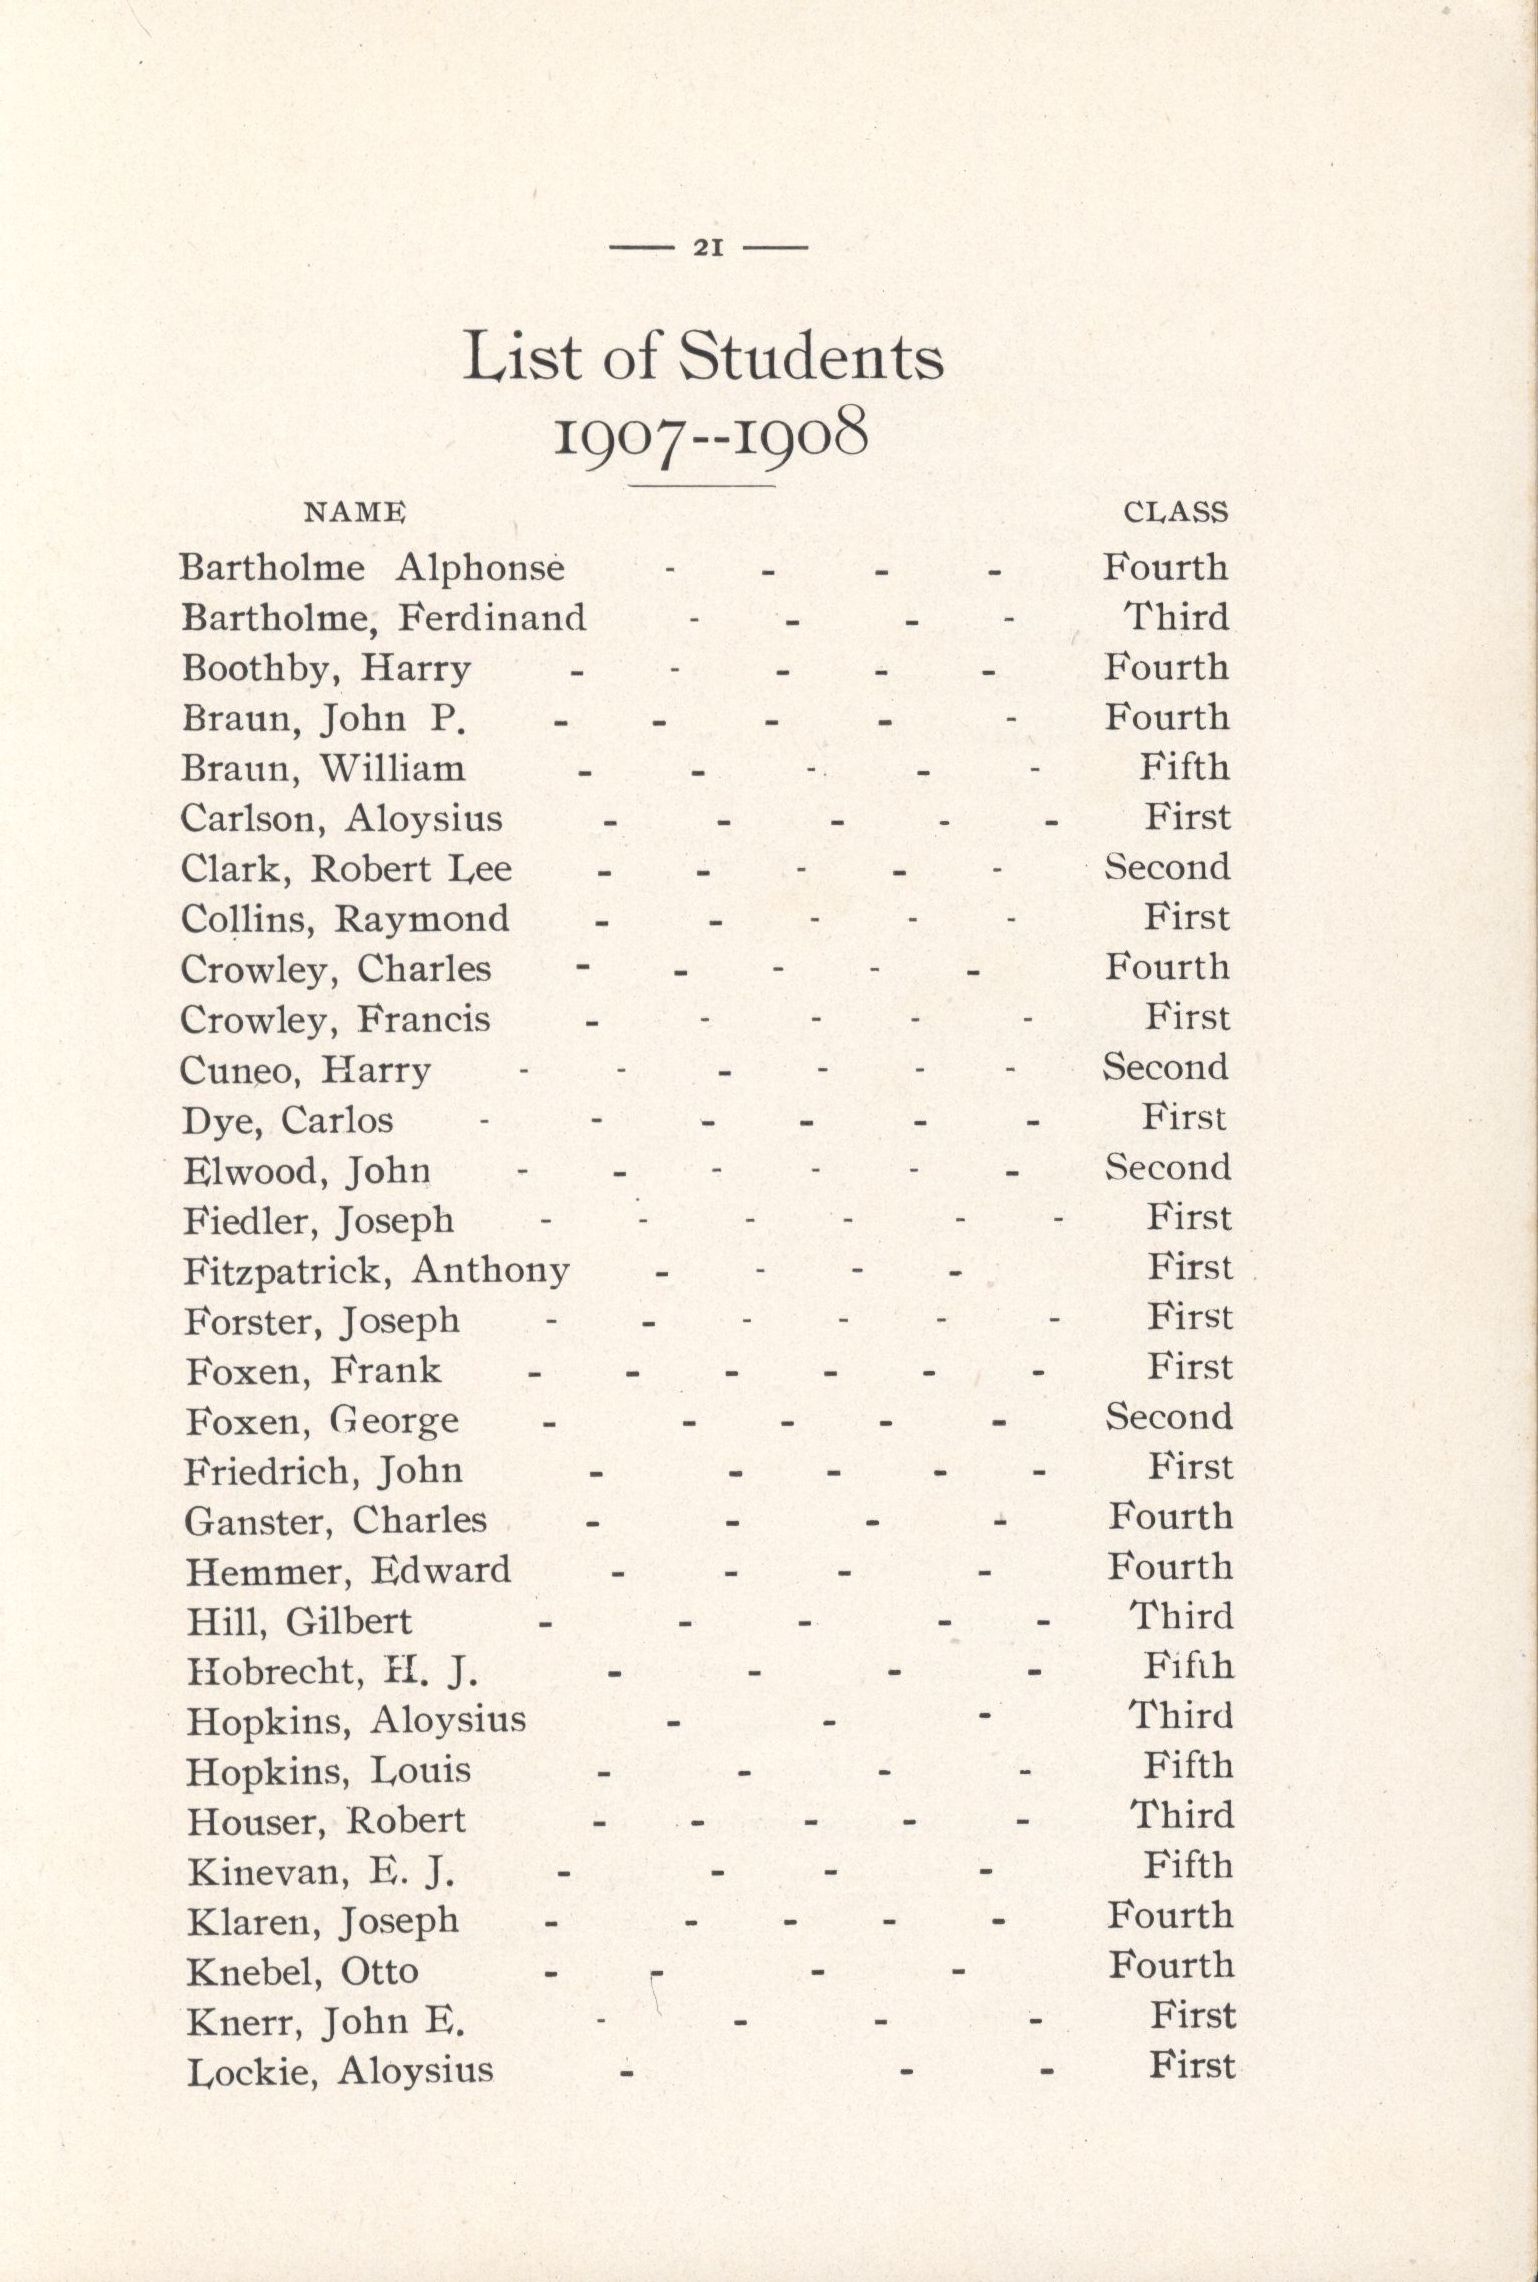 — 21 —
List of Students
1907--1908
NAME CLASS
Bartholme Alphonse - - - - Fourth
Bartholme, Ferdinand - - - - Third
Boothby, Harry - - - - - Fourth
Braun, John P. - - - - - Fourth
Braun, William - - - - - Fifth
Carlson, Aloysius - - - - - First
Clark, Robert Lee - - - - - Second
Collins, Raymond - - - - - First
Crowley, Charles - - - - - Fourth
Crowley, Francis - - - - - First
Cuneo, Harry - - - - - - Second
Dye, Carlos - - - - - - First
Elwood, John - - - - - - Second
Fiedler, Joseph - - - - - - First
Fitzpatrick, Anthony - - - - First
Forster, Joseph - - - - - - First
Foxen, Frank - - - - - - First
Foxen, George - - - - - Second
Friedrich, John - - - - - First
Ganster, Charles - - - - Fourth
Hemmer, Edward - - - - Fourth
Hill, Gilbert - - - - - Third
Hobrecht, H. J. - - - - Fifth
Hopkins, Aloysius - - - Third
Hopkins, Louis - - - - Fifth
Houser, Robert - - - - - Third
Kinevan, E. J. - - - - Fifth
Klaren, Joseph - - - - - Fourth
Knebel, Otto - - - - Fourth
Knerr, John E. - - - - First
Lockie, Aloysius - - - First